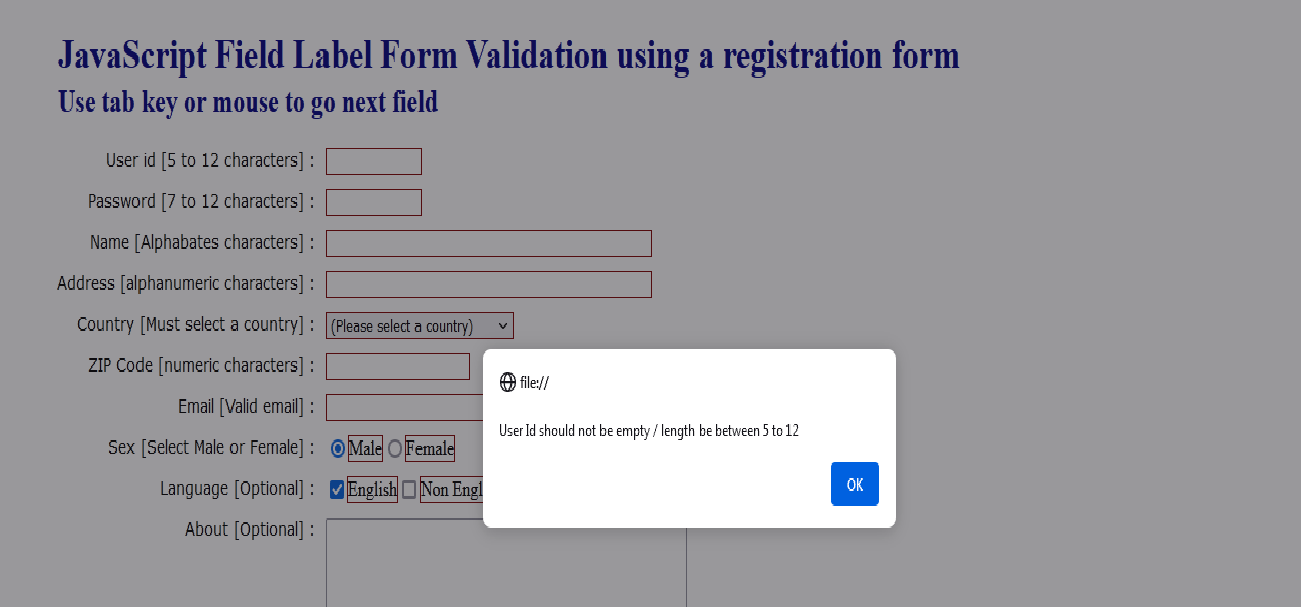 JavaScript Field Label Form Validation using a registration form
Use tab key or mouse to go next field
User id [5 to 12 characters] :
Password [7 to 12 characters] :
Name [Alphabates characters] :
Address [alphanumeric characters] :
Country [Must select a country] : (Please select a country)
ZIP Code [numeric characters] :
Email [Valid email] :
Sex [Select Male or Female] : Male Female
Language [Optional] : English Non Engl
About [Optional] :
file://
User Id should not be empty / length be between 5 to 12
OK